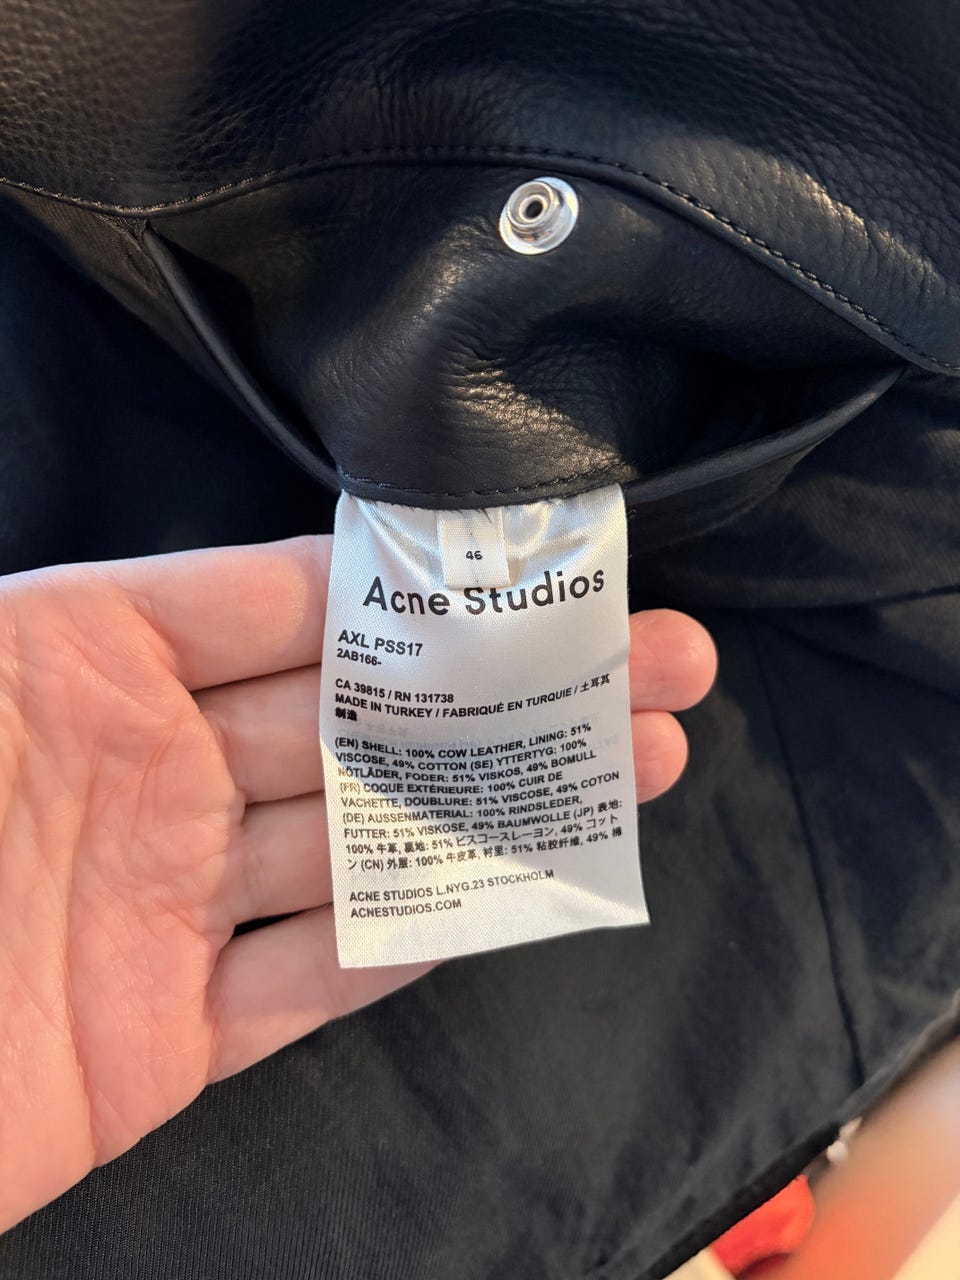 46
Acne Studios
AXL PSS17
2AB166-
CA 39815 / RN 131738
MADE IN TURKEY / FABRIQUÉ EN TURQUIE / 土耳其
制造
(EN) SHELL: 100% COW LEATHER, LINING: 51%
VISCOSE, 49% COTTON (SE) YTTERTYG: 100%
NÖTLÄDER, FODER: 51% VISKOS, 49% BOMULL
(FR) COQUE EXTÉRIEURE: 100% CUIR DE
VACHETTE, DOUBLURE: 51% VISCOSE, 49% COTON
(DE) AUSSENMATERIAL: 100% RINDSLEDER,
FUTTER: 51% VISKOSE, 49% BAUMWOLLE (JP) 表地:
100% 牛革, 裏地: 51% ビスコースレーヨン, 49% コット
ン (CN) 外服: 100% 牛皮革, 衬里: 51% 粘胶纤维, 49% 棉
ACNE STUDIOS L.NYG.23 STOCKHOLM
ACNESTUDIOS.COM